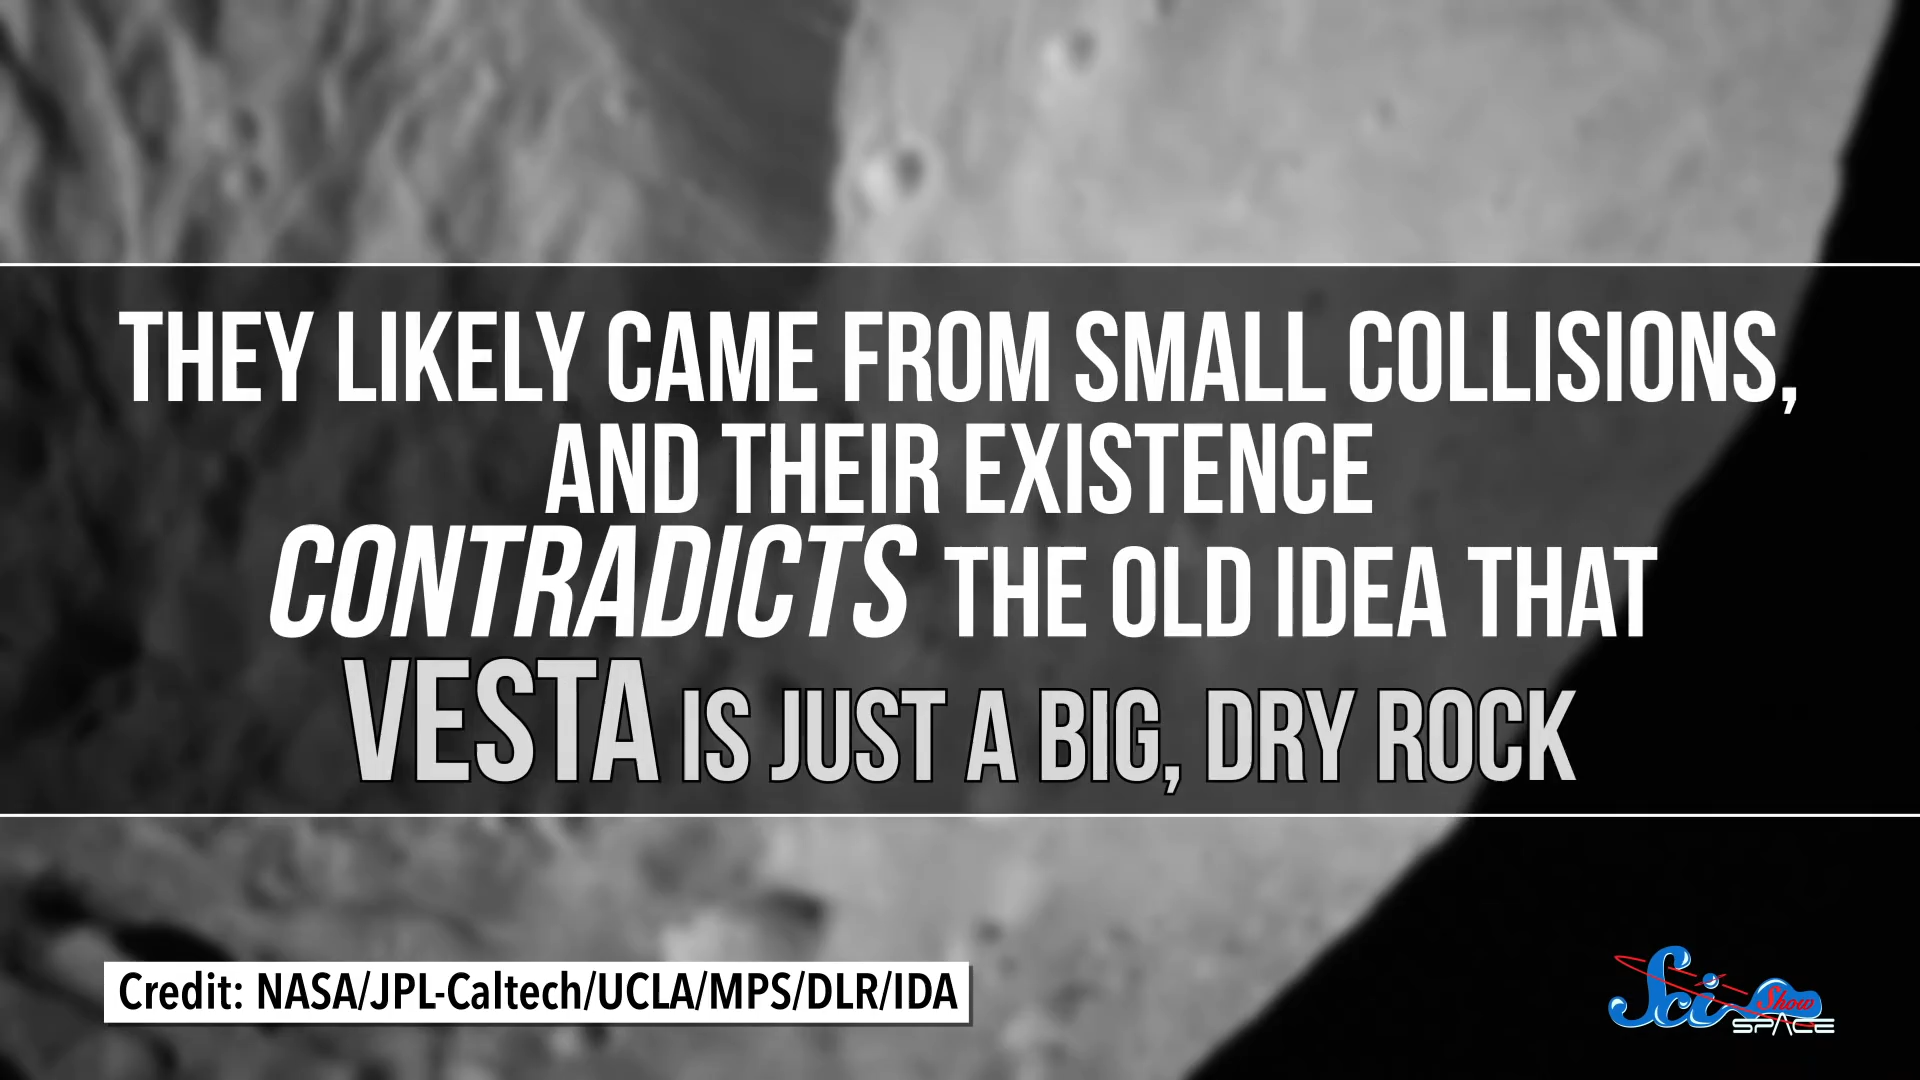 THEY LIKELY CAME FROM SMALL COLLISIONS,
AND THEIR EXISTENCE
CONTRADICTS THE OLD IDEA THAT
VESTA IS JUST A BIG, DRY ROCK
Credit: NASA/JPL-Caltech/UCLA/MPS/DLR/IDA
Sci Show
SPACE